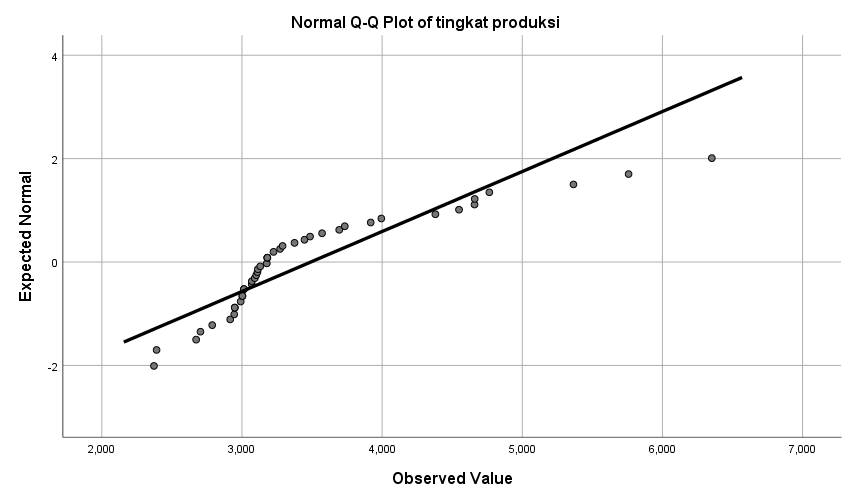 Normal Q-Q Plot of tingkat produksi
4
2
0
-2
Expected Normal
2,000 3,000 4,000 5,000 6,000 7,000
Observed Value